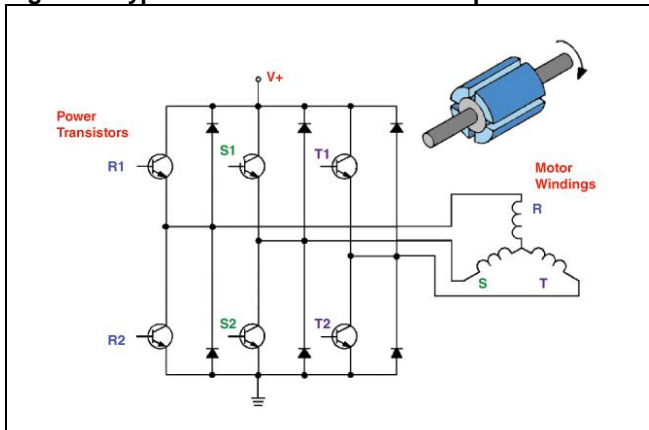 V+
Power
Transistors
R1
S1
T1
Motor
Windings
R
S
T
R2
S2
T2